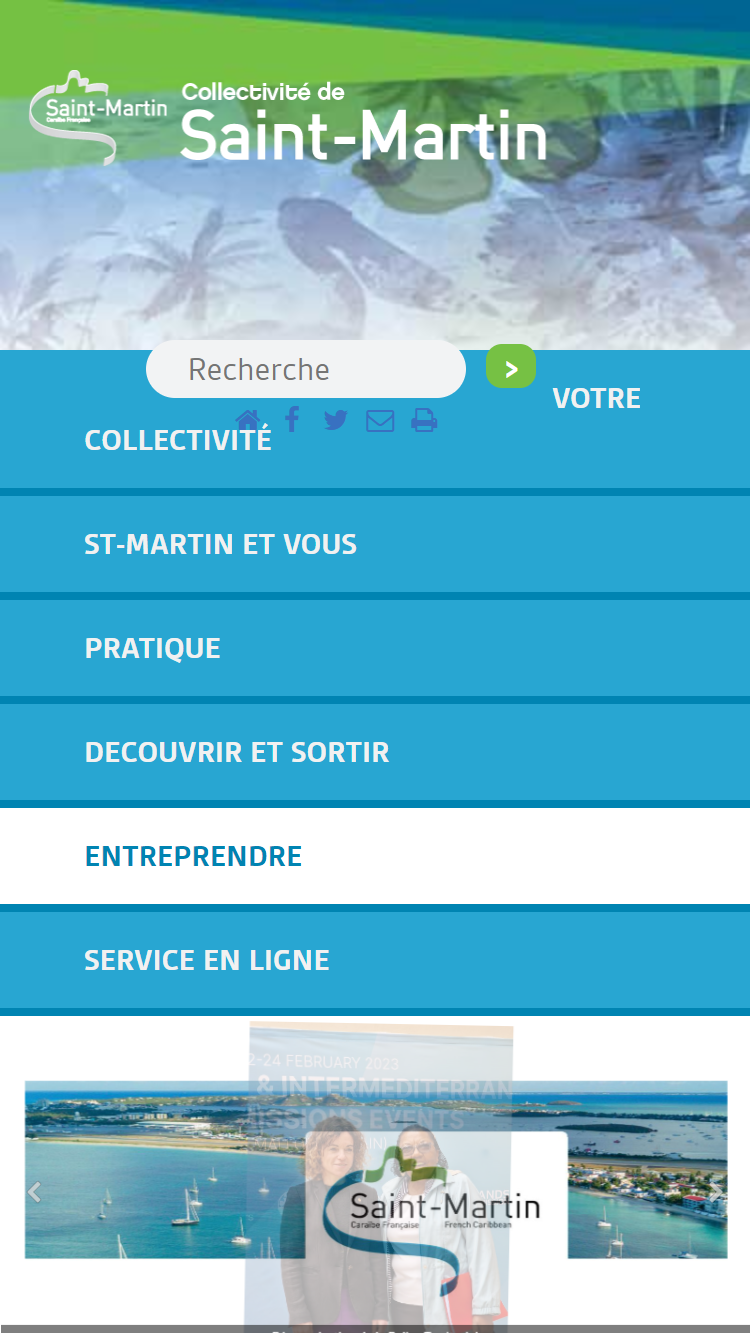 Saint-Martin
Caraïbe Française
Collectivité de
Saint-Martin
Recherche
>
VOTRE
COLLECTIVITÉ
ST-MARTIN ET VOUS
PRATIQUE
DECOUVRIR ET SORTIR
ENTREPRENDRE
SERVICE EN LIGNE
2-24 FEBRUARY 2023
& INTERMEDITERRAN
ISSIONS EVENTS
Saint-Martin
Caraïbe Française French Caribbean